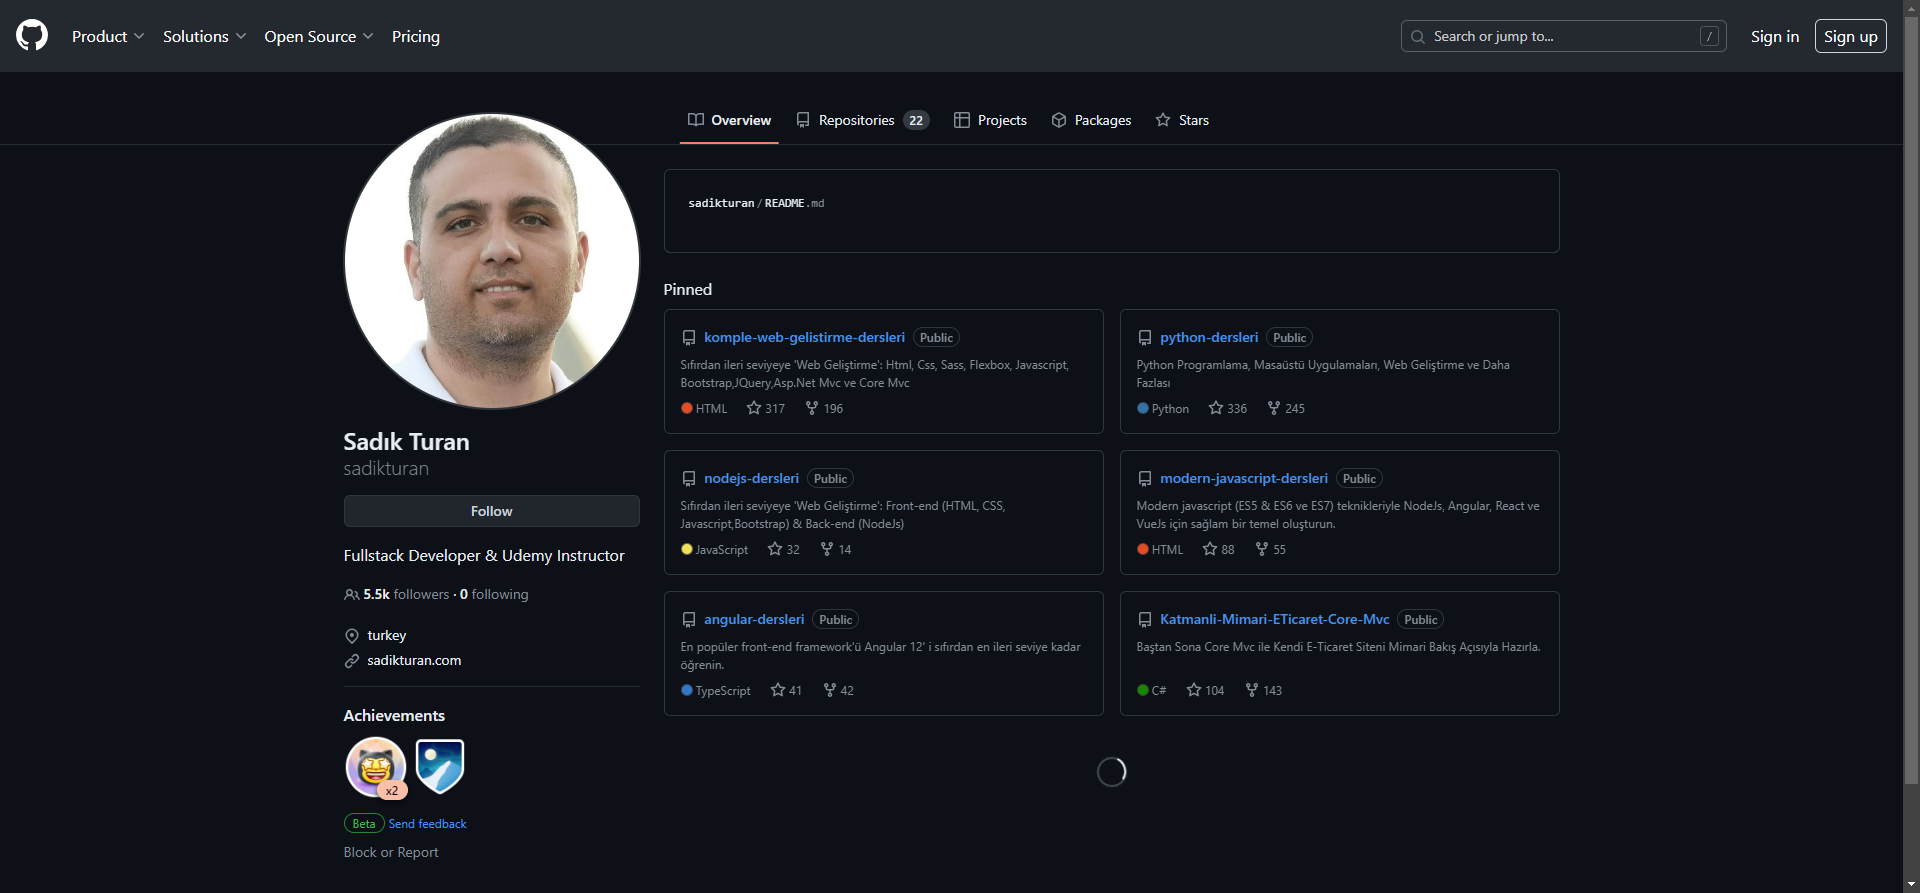 Product Solutions Open Source Pricing Search or jump to... / Sign in Sign up
Overview Repositories 22 Projects Packages Stars
Sadık Turan
sadikturan
Follow
Fullstack Developer & Udemy Instructor
5.5k followers · 0 following
turkey
sadikturan.com
Achievements
x2
Beta Send feedback
Block or Report
sadikturan/README.md
Pinned
komple-web-gelistirme-dersleri Public
Sıfırdan ileri seviyeye 'Web Geliştirme': Html, Css, Sass, Flexbox, Javascript,
Bootstrap,JQuery,Asp.Net Mvc ve Core Mvc
HTML 317 196
python-dersleri Public
Python Programlama, Masaüstü Uygulamaları, Web Geliştirme ve Daha
Fazlası
Python 336 245
nodejs-dersleri Public
Sıfırdan ileri seviyeye 'Web Geliştirme': Front-end (HTML, CSS,
Javascript,Bootstrap) & Back-end (NodeJs)
JavaScript 32 14
modern-javascript-dersleri Public
Modern javascript (ES5 & ES6 ve ES7) teknikleriyle NodeJs, Angular, React ve
VueJs için sağlam bir temel oluşturun.
HTML 88 55
angular-dersleri Public
En popüler front-end framework'ü Angular 12' i sıfırdan en ileri seviye kadar
öğrenin.
TypeScript 41 42
Katmanli-Mimari-ETicaret-Core-Mvc Public
Baştan Sona Core Mvc ile Kendi E-Ticaret Siteni Mimari Bakış Açısıyla Hazırla.
C# 104 143